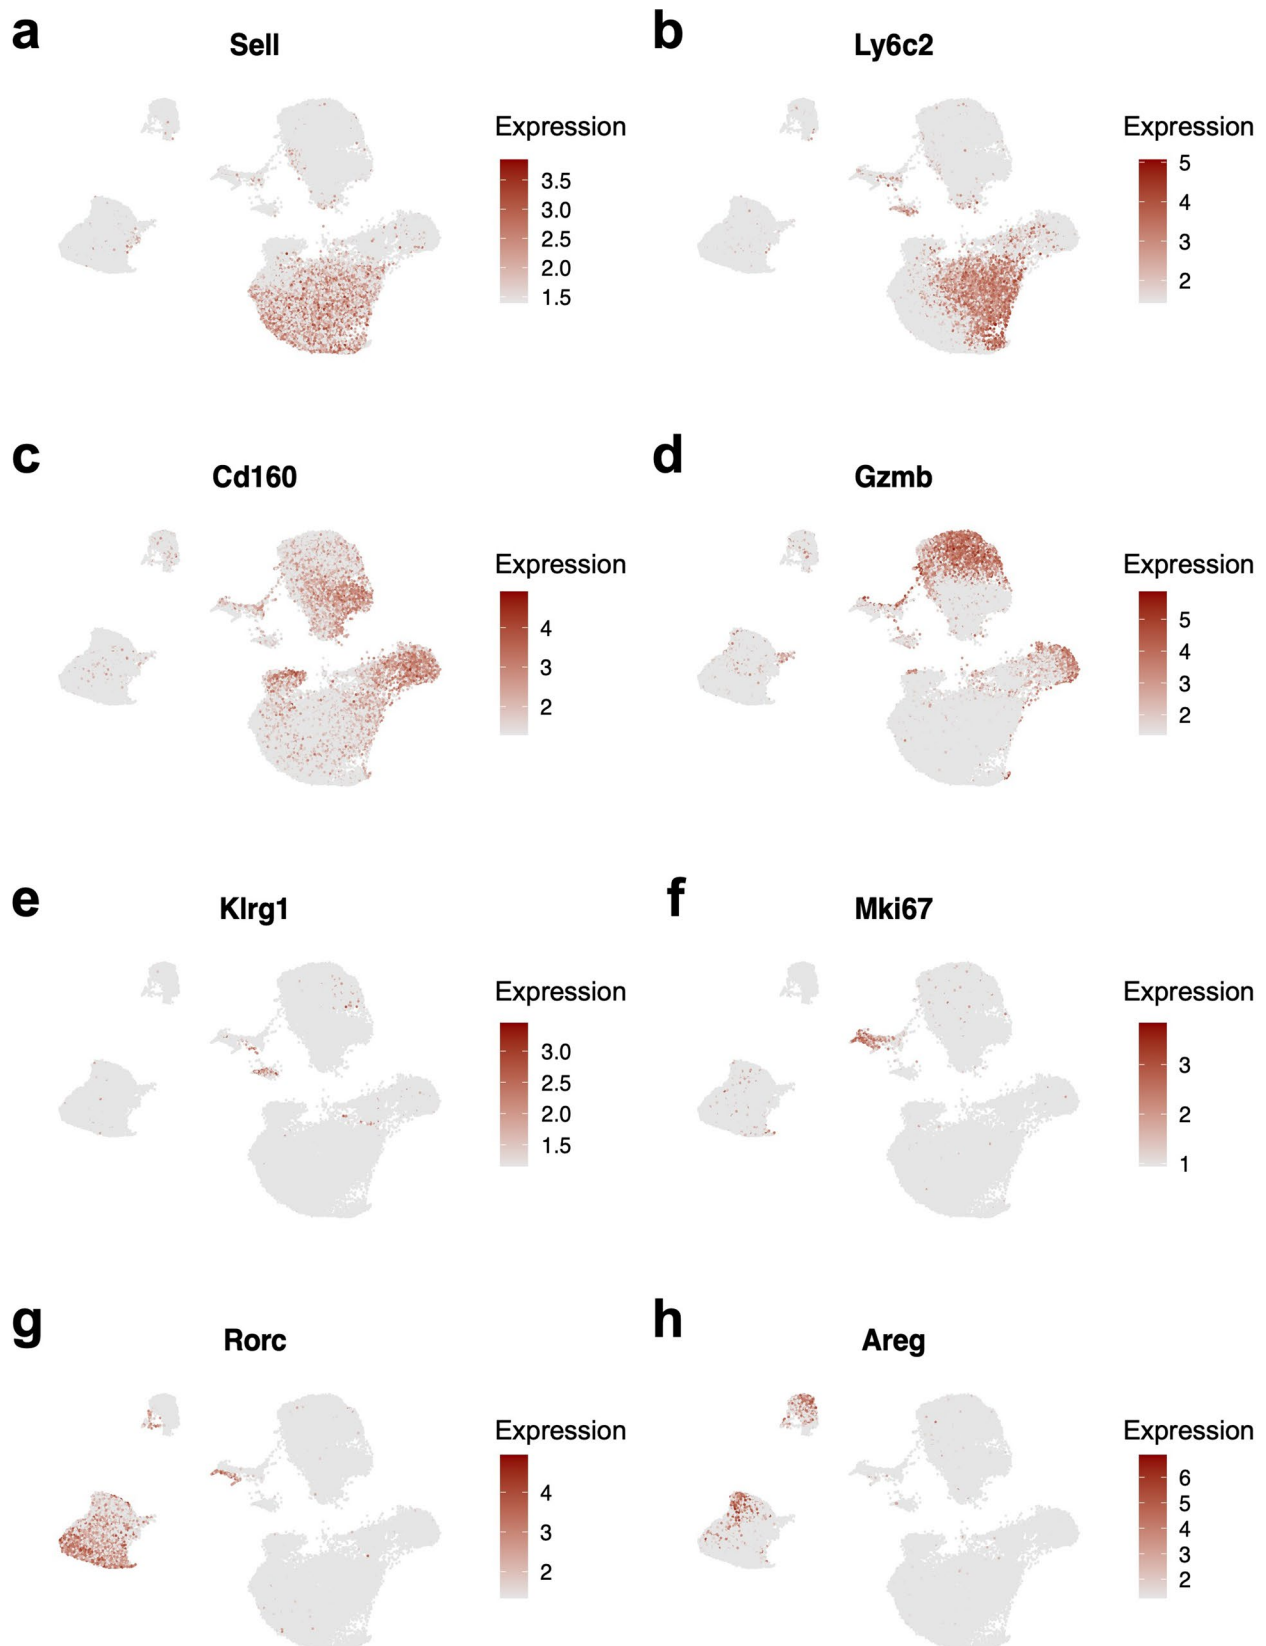 a
Sell
Expression
3.5
3.0
2.5
2.0
1.5
b
Ly6c2
Expression
5
4
3
2
c
Cd160
Expression
4
3
2
d
Gzmb
Expression
5
4
3
2
e
Klrg1
Expression
3.0
2.5
2.0
1.5
f
Mki67
Expression
3
2
1
g
Rorc
Expression
4
3
2
h
Areg
Expression
6
5
4
3
2